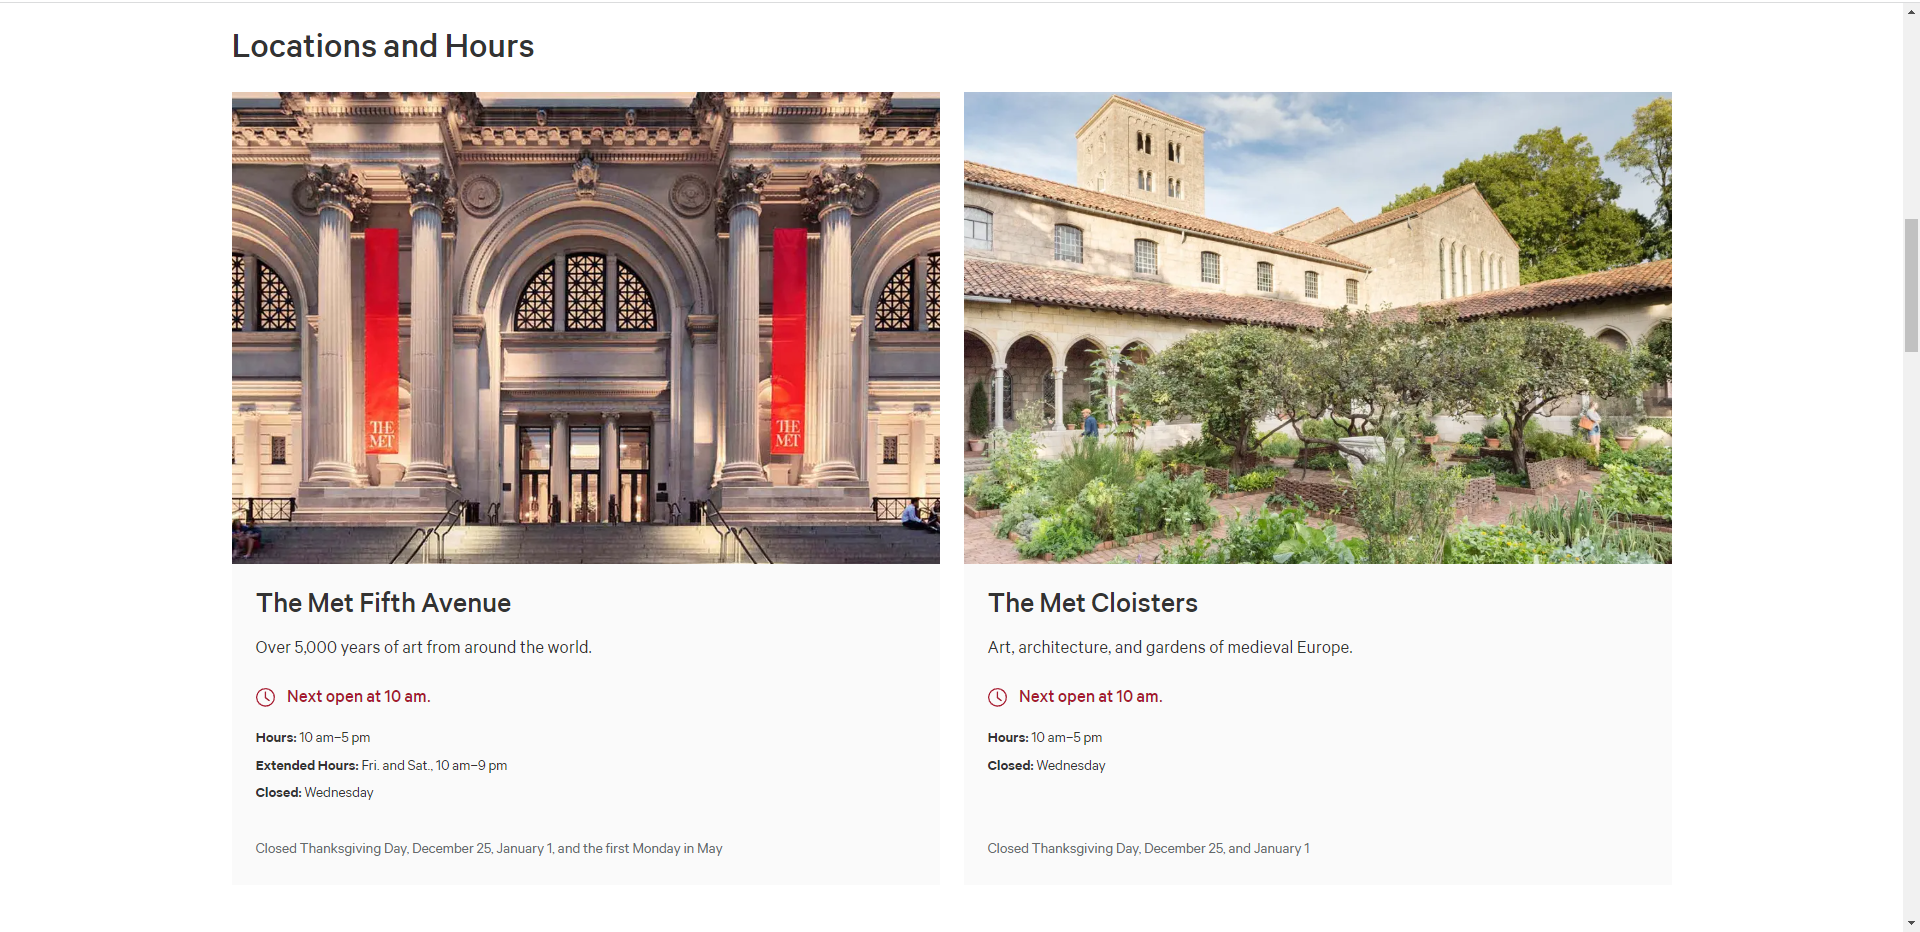 Locations and Hours
THE
MET
THE
MET
The Met Fifth Avenue
Over 5,000 years of art from around the world.
Next open at 10 am.
Hours: 10 am–5 pm
Extended Hours: Fri. and Sat., 10 am–9 pm
Closed: Wednesday
Closed Thanksgiving Day, December 25, January 1, and the first Monday in May
The Met Cloisters
Art, architecture, and gardens of medieval Europe.
Next open at 10 am.
Hours: 10 am–5 pm
Closed: Wednesday
Closed Thanksgiving Day, December 25, and January 1